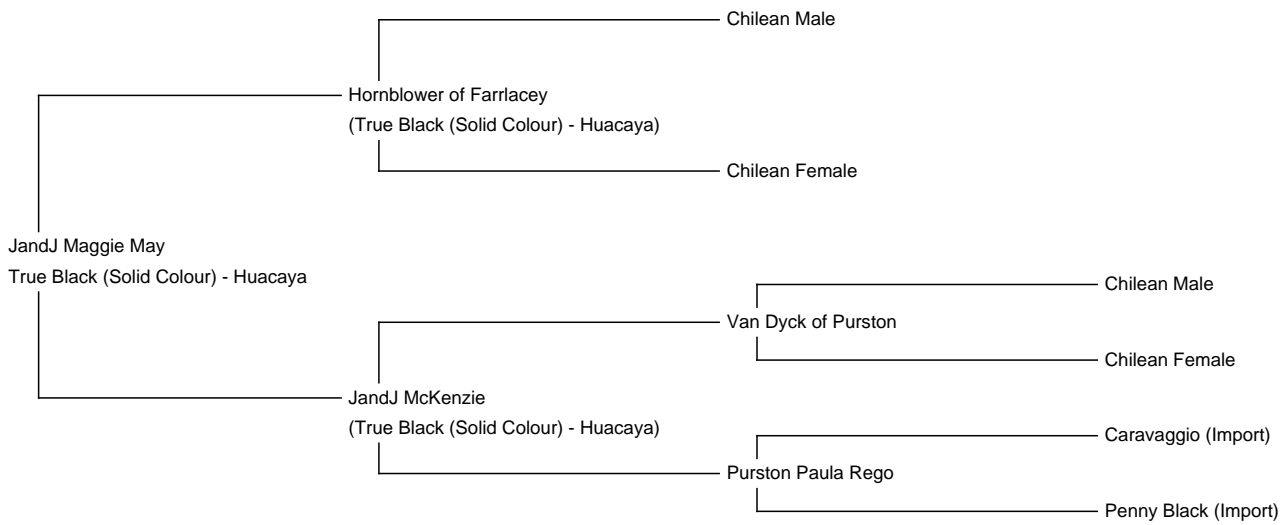 Chilean Male
Hornblower of Farrlacey
(True Black (Solid Colour) - Huacaya)
Chilean Female
JandJ Maggie May
True Black (Solid Colour) - Huacaya
Chilean Male
Van Dyck of Purston
Chilean Female
JandJ McKenzie
(True Black (Solid Colour) - Huacaya)
Caravaggio (Import)
Purston Paula Rego
Penny Black (Import)